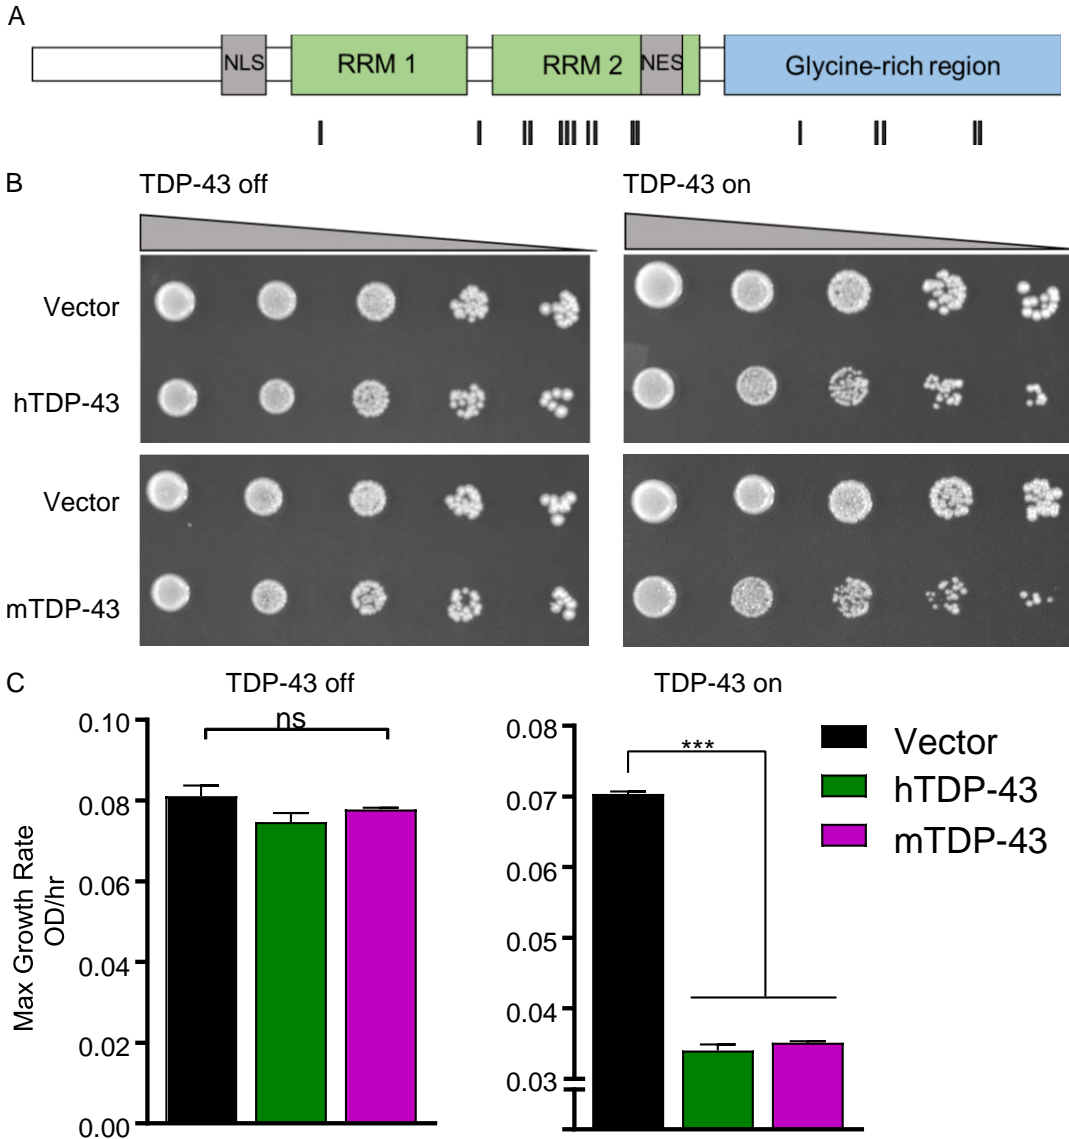 A
NLS
RRM 1
RRM 2
NES
Glycine-rich region
B
TDP-43 off
TDP-43 on
Vector
hTDP-43
Vector
mTDP-43
C
TDP-43 off
TDP-43 on
Max Growth Rate
OD/hr
0.10
0.08
0.06
0.04
0.02
0.00
ns
0.08
0.07
0.06
0.05
0.04
0.03
***
Vector
hTDP-43
mTDP-43